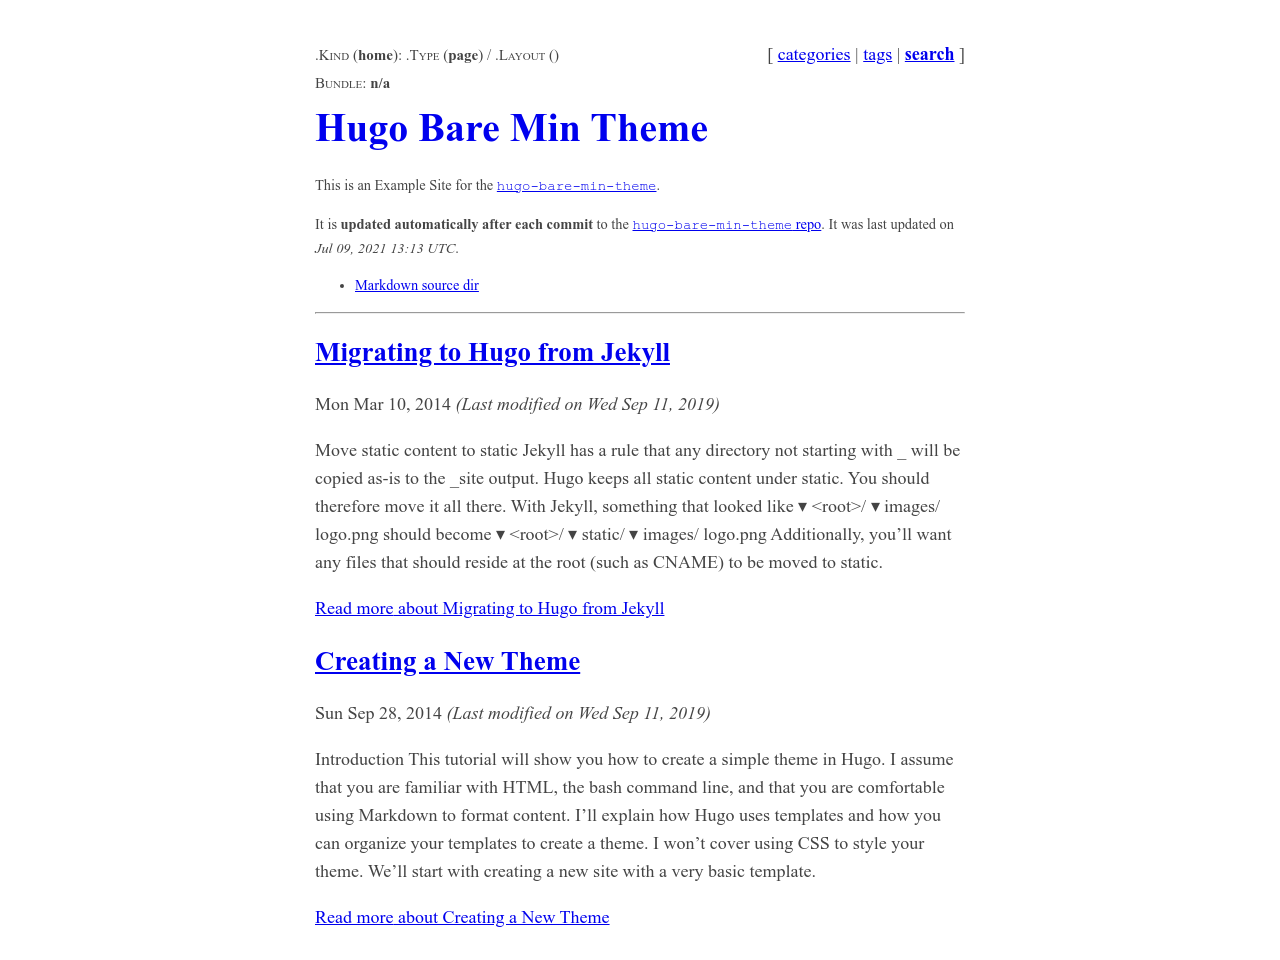 .Kind (home): .Type (page) / .Layout ()
[ categories | tags | search ]
Bundle: n/a
Hugo Bare Min Theme
This is an Example Site for the hugo-bare-min-theme.
It is updated automatically after each commit to the hugo-bare-min-theme repo. It was last updated on
Jul 09, 2021 13:13 UTC.
• Markdown source dir
Migrating to Hugo from Jekyll
Mon Mar 10, 2014 (Last modified on Wed Sep 11, 2019)
Move static content to static Jekyll has a rule that any directory not starting with _ will be
copied as-is to the _site output. Hugo keeps all static content under static. You should
therefore move it all there. With Jekyll, something that looked like ▾ <root>/ ▾ images/
logo.png should become ▾ <root>/ ▾ static/ ▾ images/ logo.png Additionally, you’ll want
any files that should reside at the root (such as CNAME) to be moved to static.
Read more about Migrating to Hugo from Jekyll
Creating a New Theme
Sun Sep 28, 2014 (Last modified on Wed Sep 11, 2019)
Introduction This tutorial will show you how to create a simple theme in Hugo. I assume
that you are familiar with HTML, the bash command line, and that you are comfortable
using Markdown to format content. I’ll explain how Hugo uses templates and how you
can organize your templates to create a theme. I won’t cover using CSS to style your
theme. We’ll start with creating a new site with a very basic template.
Read more about Creating a New Theme